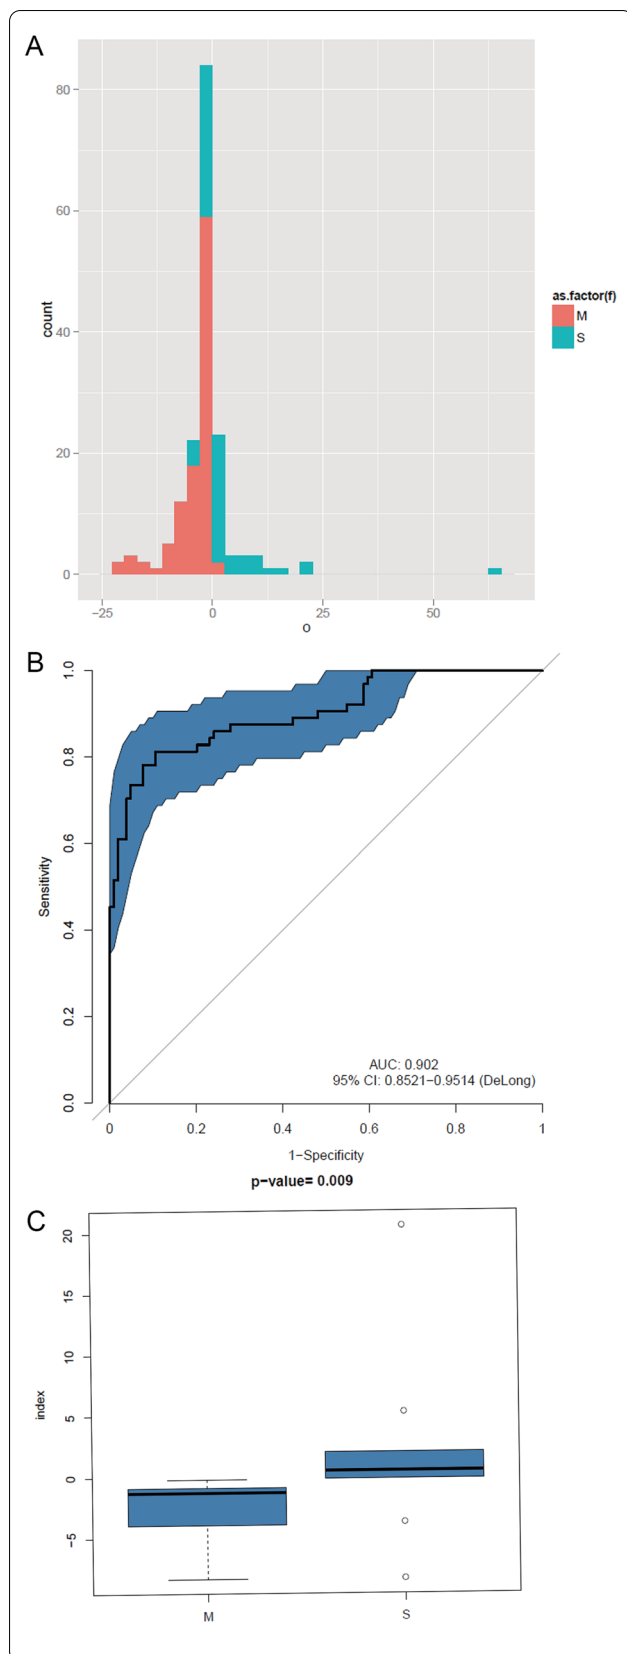 A
80
60
40
20
0
count
−25
0
25
50
o
as.factor(f)
M
S
B
1.0
0.8
0.6
0.4
0.2
0.0
Sensitivity
AUC: 0.902
95% CI: 0.8521−0.9514 (DeLong)
0
0.2
0.4
0.6
0.8
1
1−Specificity
p−value= 0.009
C
20
15
10
5
0
−5
index
M
S